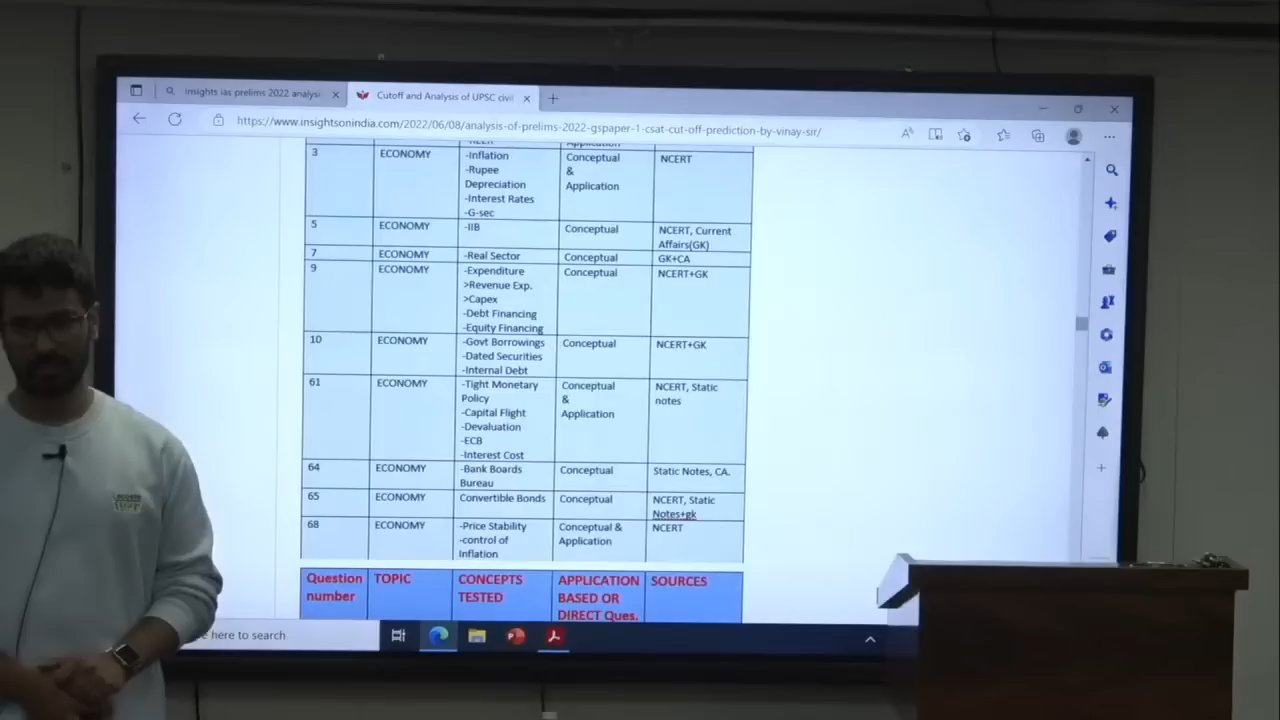 insights ias prelims 2022 analysi
Cutoff and Analysis of UPSC civi
https://www.insightsonindia.com/2022/06/08/analysis-of-prelims-2022-gspaper-1-csat-cut-off-prediction-by-vinay-sir/
3 ECONOMY -Inflation Conceptual NCERT
-Rupee &
Depreciation Application
-Interest Rates
-G-sec
5 ECONOMY -IIB Conceptual NCERT, Current
Affairs(GK)
7 ECONOMY -Real Sector Conceptual GK+CA
9 ECONOMY -Expenditure Conceptual NCERT+GK
>Revenue Exp.
>Capex
-Debt Financing
-Equity Financing
10 ECONOMY -Govt Borrowings Conceptual NCERT+GK
-Dated Securities
-Internal Debt
61 ECONOMY -Tight Monetary Conceptual NCERT, Static
Policy & notes
-Capital Flight Application
-Devaluation
-ECB
-Interest Cost
64 ECONOMY -Bank Boards Conceptual Static Notes, CA.
Bureau
65 ECONOMY Convertible Bonds Conceptual NCERT, Static
Notes+gk
68 ECONOMY -Price Stability Conceptual & NCERT
-control of Application
Inflation
Question TOPIC CONCEPTS APPLICATION SOURCES
number TESTED BASED OR
DIRECT Ques.
here to search